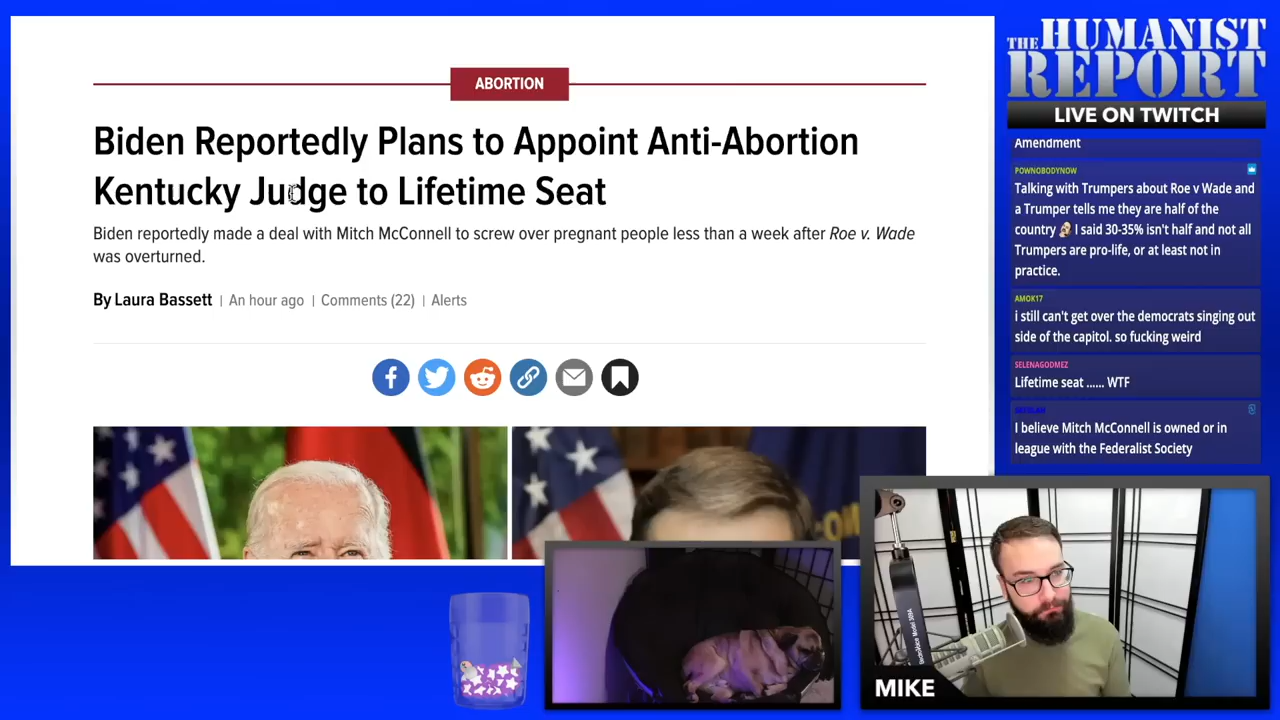 ABORTION
Biden Reportedly Plans to Appoint Anti-Abortion
Kentucky Judge to Lifetime Seat
Biden reportedly made a deal with Mitch McConnell to screw over pregnant people less than a week after Roe v. Wade
was overturned.
By Laura Bassett | An hour ago | Comments (22) | Alerts
THE HUMANIST
REPORT
LIVE ON TWITCH
Amendment
POWNOBODYNOW
Talking with Trumpers about Roe v Wade and
a Trumper tells me they are half of the
country I said 30-35% isn't half and not all
Trumpers are pro-life, or at least not in
practice.
AMOK17
i still can't get over the democrats singing out
side of the capitol. so fucking weird
SELENAGODMEZ
Lifetime seat ...... WTF
I believe Mitch McConnell is owned or in
league with the Federalist Society
MIKE